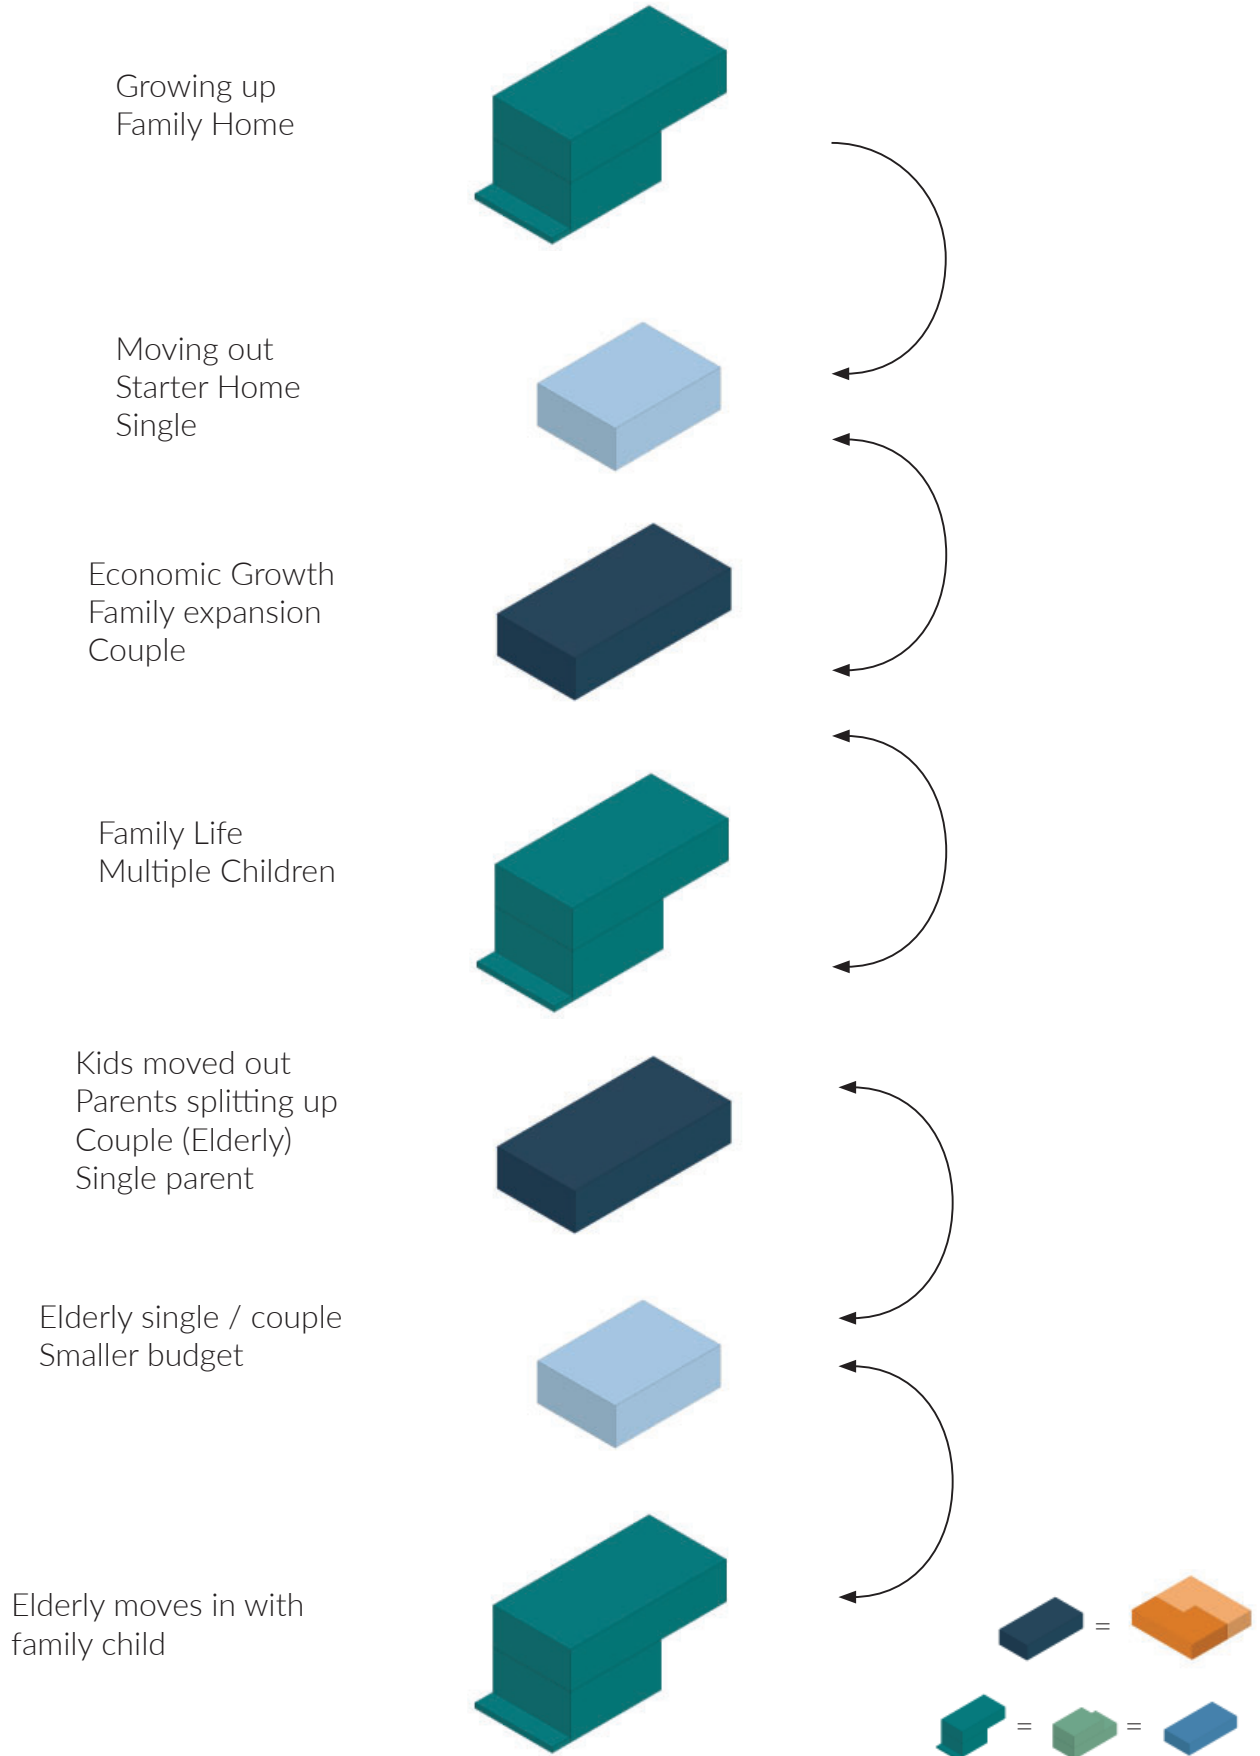 Growing up
Family Home
Moving out
Starter Home
Single
Economic Growth
Family expansion
Couple
Family Life
Multiple Children
Kids moved out
Parents splitting up
Couple (Elderly)
Single parent
Elderly single / couple
Smaller budget
Elderly moves in with
family child
=
= =